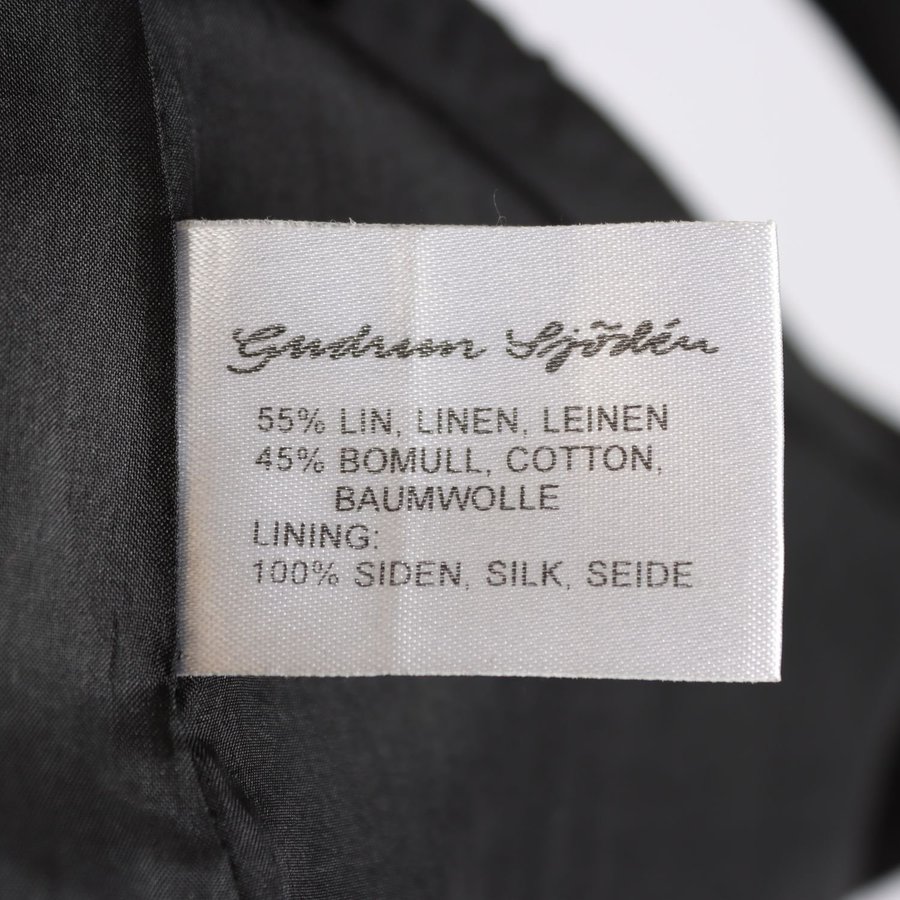 Gudrun Sjödén
55% LIN, LINEN, LEINEN
45% BOMULL, COTTON,
BAUMWOLLE
LINING:
100% SIDEN, SILK, SEIDE